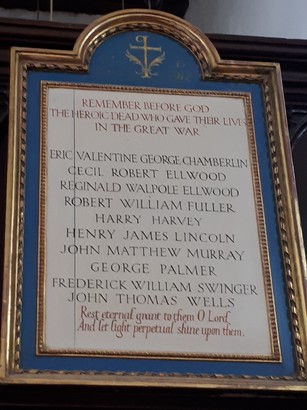 REMEMBER BEFORE GOD
THE HEROIC DEAD WHO GAVE THEIR LIVES
IN THE GREAT WAR
ERIC VALENTINE GEORGE CHAMBERLIN
CECIL ROBERT ELLWOOD
REGINALD WALPOLE ELLWOOD
ROBERT WILLIAM FULLER
HARRY HARVEY
HENRY JAMES LINCOLN
JOHN MATTHEW MURRAY
GEORGE PALMER
FREDERICK WILLIAM SWINGER
JOHN THOMAS WELLS
Rest eternal grant to them O Lord
And let light perpetual shine upon them.